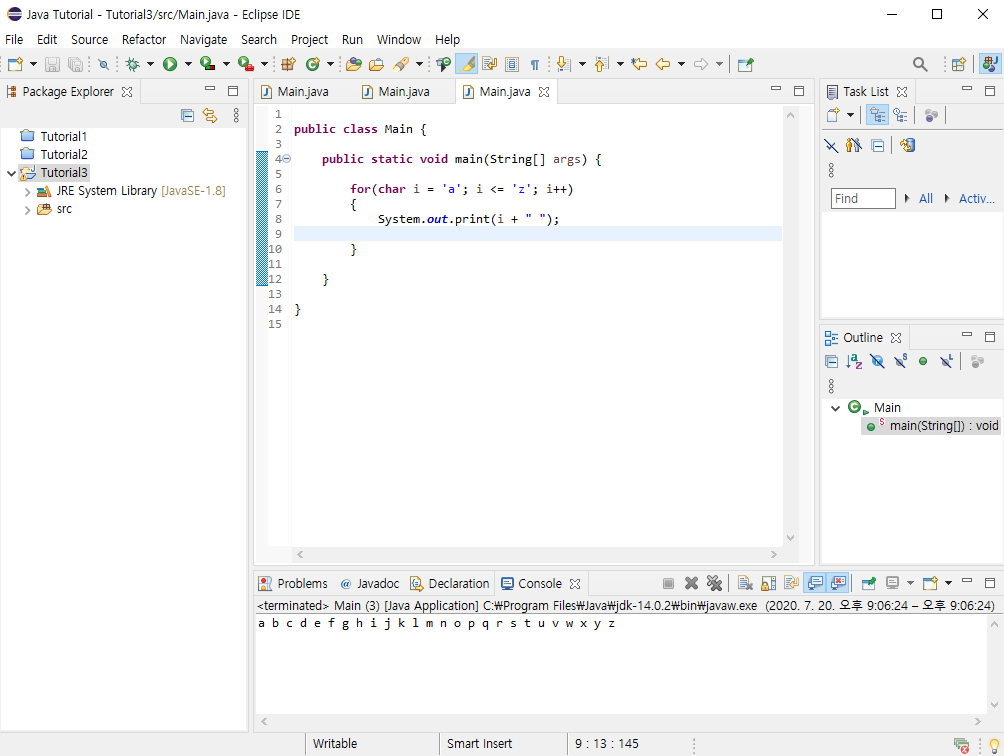 Java Tutorial - Tutorial3/src/Main.java - Eclipse IDE
File Edit Source Refactor Navigate Search Project Run Window Help
Package Explorer
Tutorial1
Tutorial2
Tutorial3
JRE System Library [JavaSE-1.8]
src
Main.java Main.java Main.java
1
2 public class Main {
3
4 public static void main(String[] args) {
5
6 for(char i = 'a'; i <= 'z'; i++)
7 {
8 System.out.print(i + " ");
9
10 }
11
12 }
13
14 }
15
Task List
Find All Activ...
Outline
Main
main(String[]) : void
Problems @ Javadoc Declaration Console
<terminated> Main (3) [Java Application] C:₩Program Files₩Java₩jdk-14.0.2₩bin₩javaw.exe (2020. 7. 20. 오후 9:06:24 – 오후 9:06:24)
a b c d e f g h i j k l m n o p q r s t u v w x y z
Writable Smart Insert 9 : 13 : 145